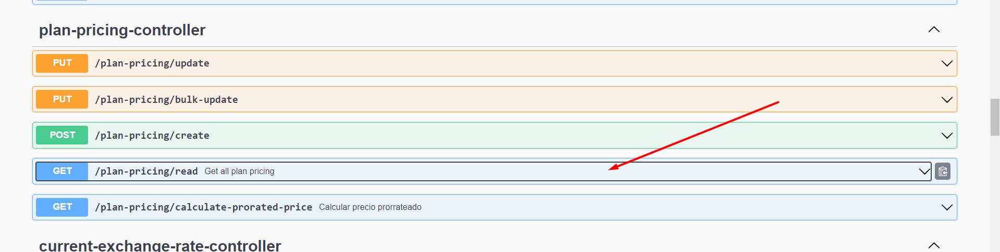 plan-pricing-controller
PUT /plan-pricing/update
PUT /plan-pricing/bulk-update
POST /plan-pricing/create
GET /plan-pricing/read Get all plan pricing
GET /plan-pricing/calculate-prorated-price Calcular precio prorrateado
current-exchange-rate-controller